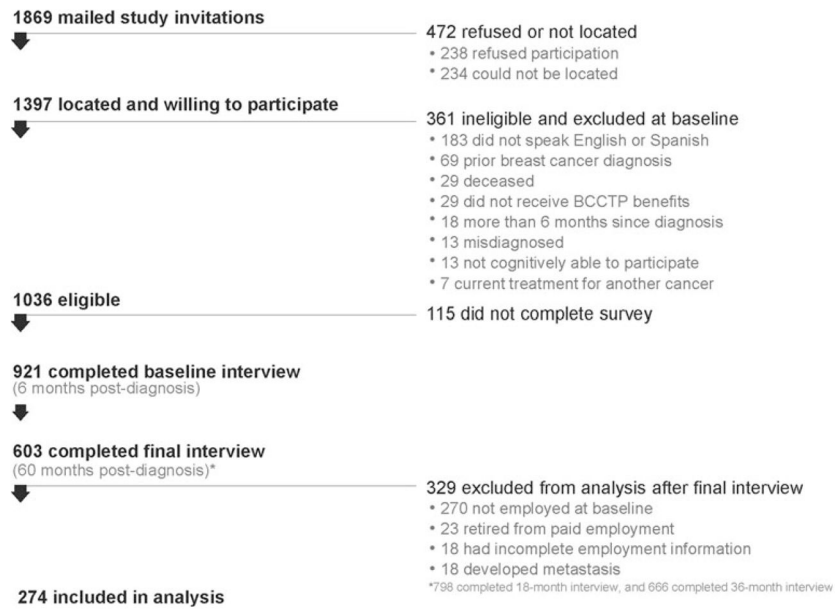 1869 mailed study invitations
472 refused or not located
• 238 refused participation
• 234 could not be located
1397 located and willing to participate
361 ineligible and excluded at baseline
• 183 did not speak English or Spanish
• 69 prior breast cancer diagnosis
• 29 deceased
• 29 did not receive BCCTP benefits
• 18 more than 6 months since diagnosis
• 13 misdiagnosed
• 13 not cognitively able to participate
• 7 current treatment for another cancer
1036 eligible
115 did not complete survey
921 completed baseline interview
(6 months post-diagnosis)
603 completed final interview
(60 months post-diagnosis)*
329 excluded from analysis after final interview
• 270 not employed at baseline
• 23 retired from paid employment
• 18 had incomplete employment information
• 18 developed metastasis
*798 completed 18-month interview, and 666 completed 36-month interview
274 included in analysis